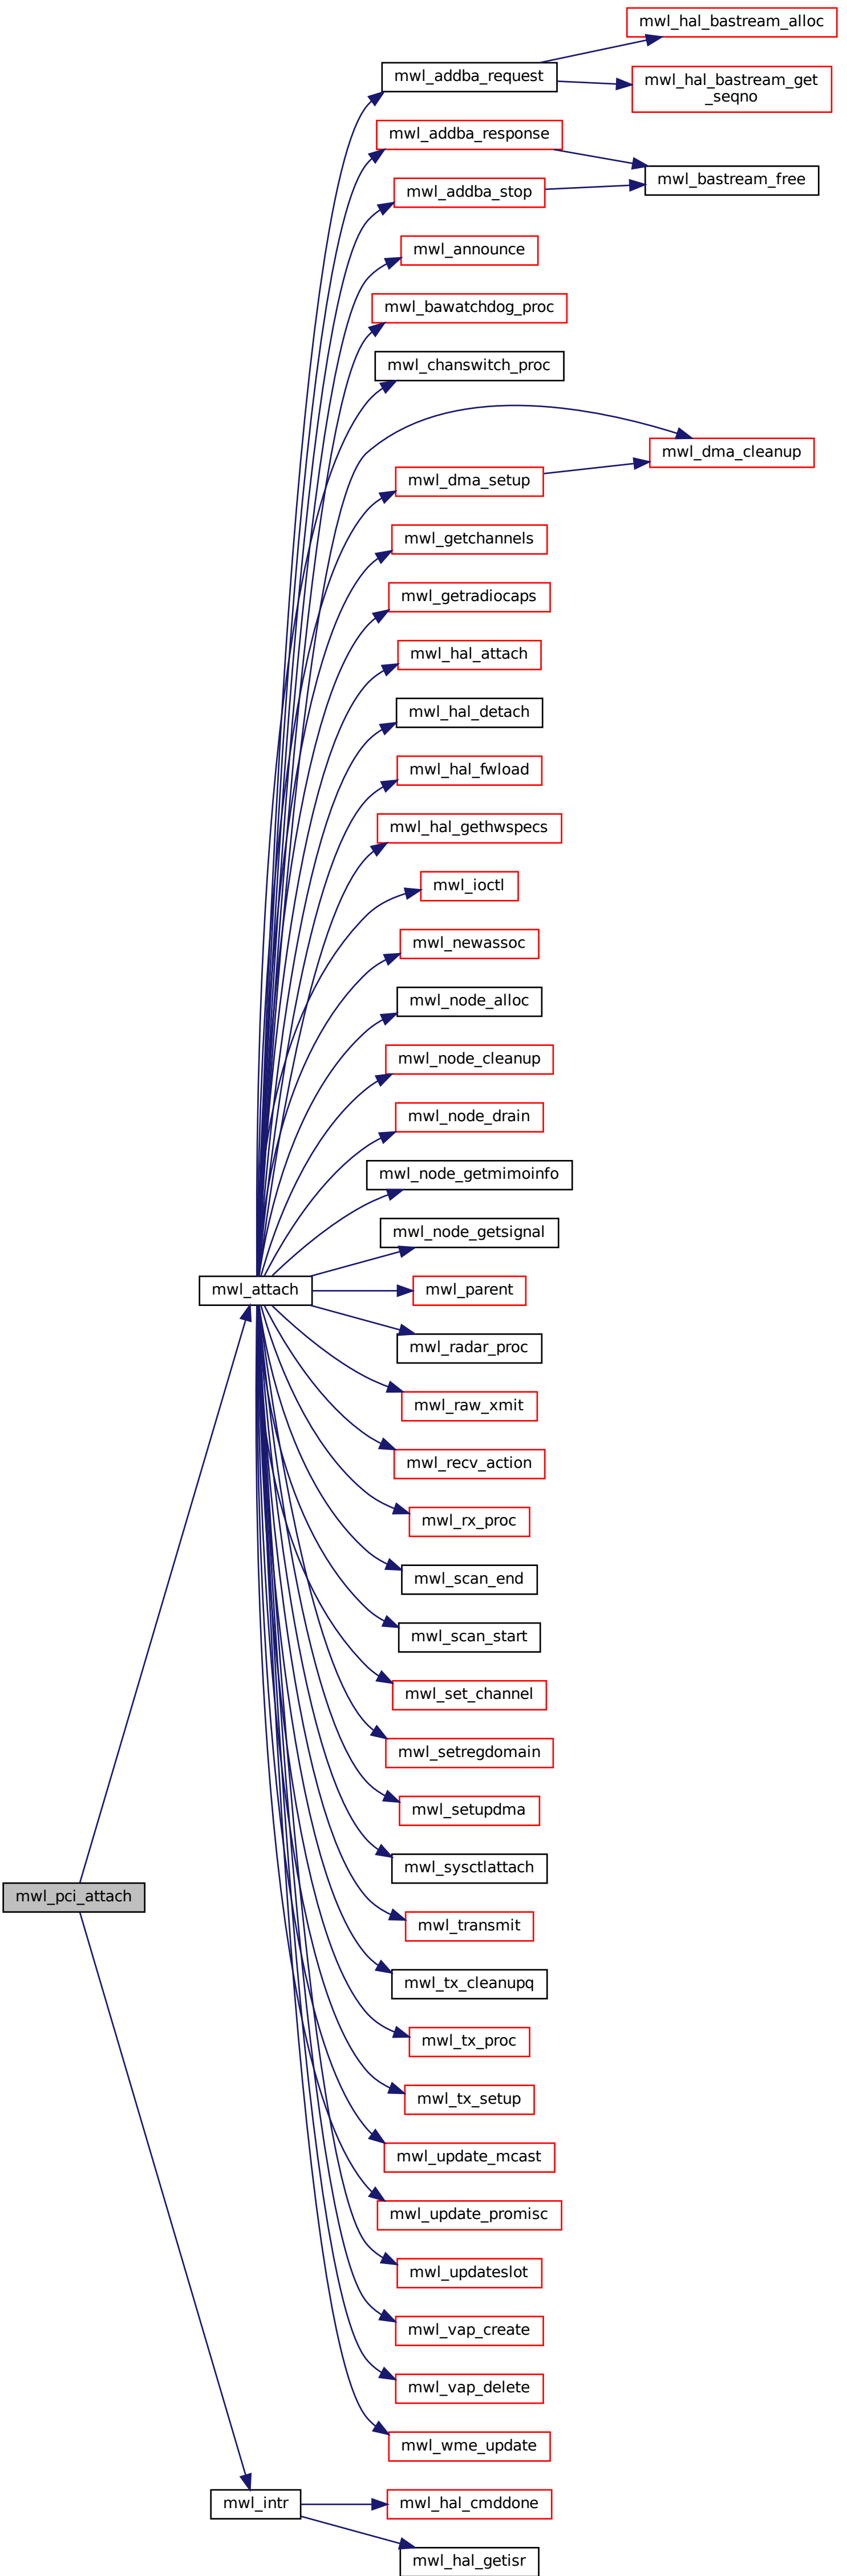 mwl_hal_bastream_alloc
mwl_addba_request
mwl_hal_bastream_get
_seqno
mwl_addba_response
mwl_bastream_free
mwl_addba_stop
mwl_announce
mwl_bawatchdog_proc
mwl_chanswitch_proc
mwl_dma_cleanup
mwl_dma_setup
mwl_getchannels
mwl_getradiocaps
mwl_hal_attach
mwl_hal_detach
mwl_hal_fwload
mwl_hal_gethwspecs
mwl_ioctl
mwl_newassoc
mwl_node_alloc
mwl_node_cleanup
mwl_node_drain
mwl_node_getmimoinfo
mwl_node_getsignal
mwl_attach
mwl_parent
mwl_radar_proc
mwl_raw_xmit
mwl_recv_action
mwl_rx_proc
mwl_scan_end
mwl_scan_start
mwl_set_channel
mwl_setregdomain
mwl_setupdma
mwl_sysctlattach
mwl_pci_attach
mwl_transmit
mwl_tx_cleanupq
mwl_tx_proc
mwl_tx_setup
mwl_update_mcast
mwl_update_promisc
mwl_updateslot
mwl_vap_create
mwl_vap_delete
mwl_wme_update
mwl_intr
mwl_hal_cmddone
mwl_hal_getisr